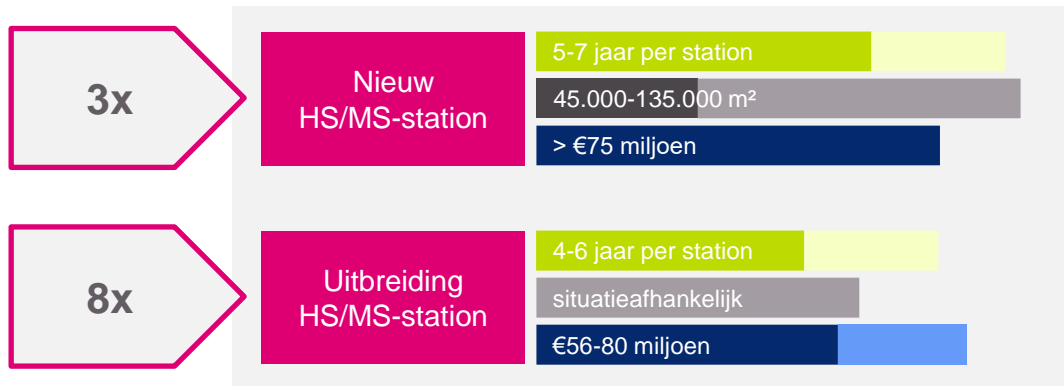 3x
Nieuw
HS/MS-station
5-7 jaar per station
45.000-135.000 m²
> €75 miljoen
8x
Uitbreiding
HS/MS-station
4-6 jaar per station
situatieafhankelijk
€56-80 miljoen